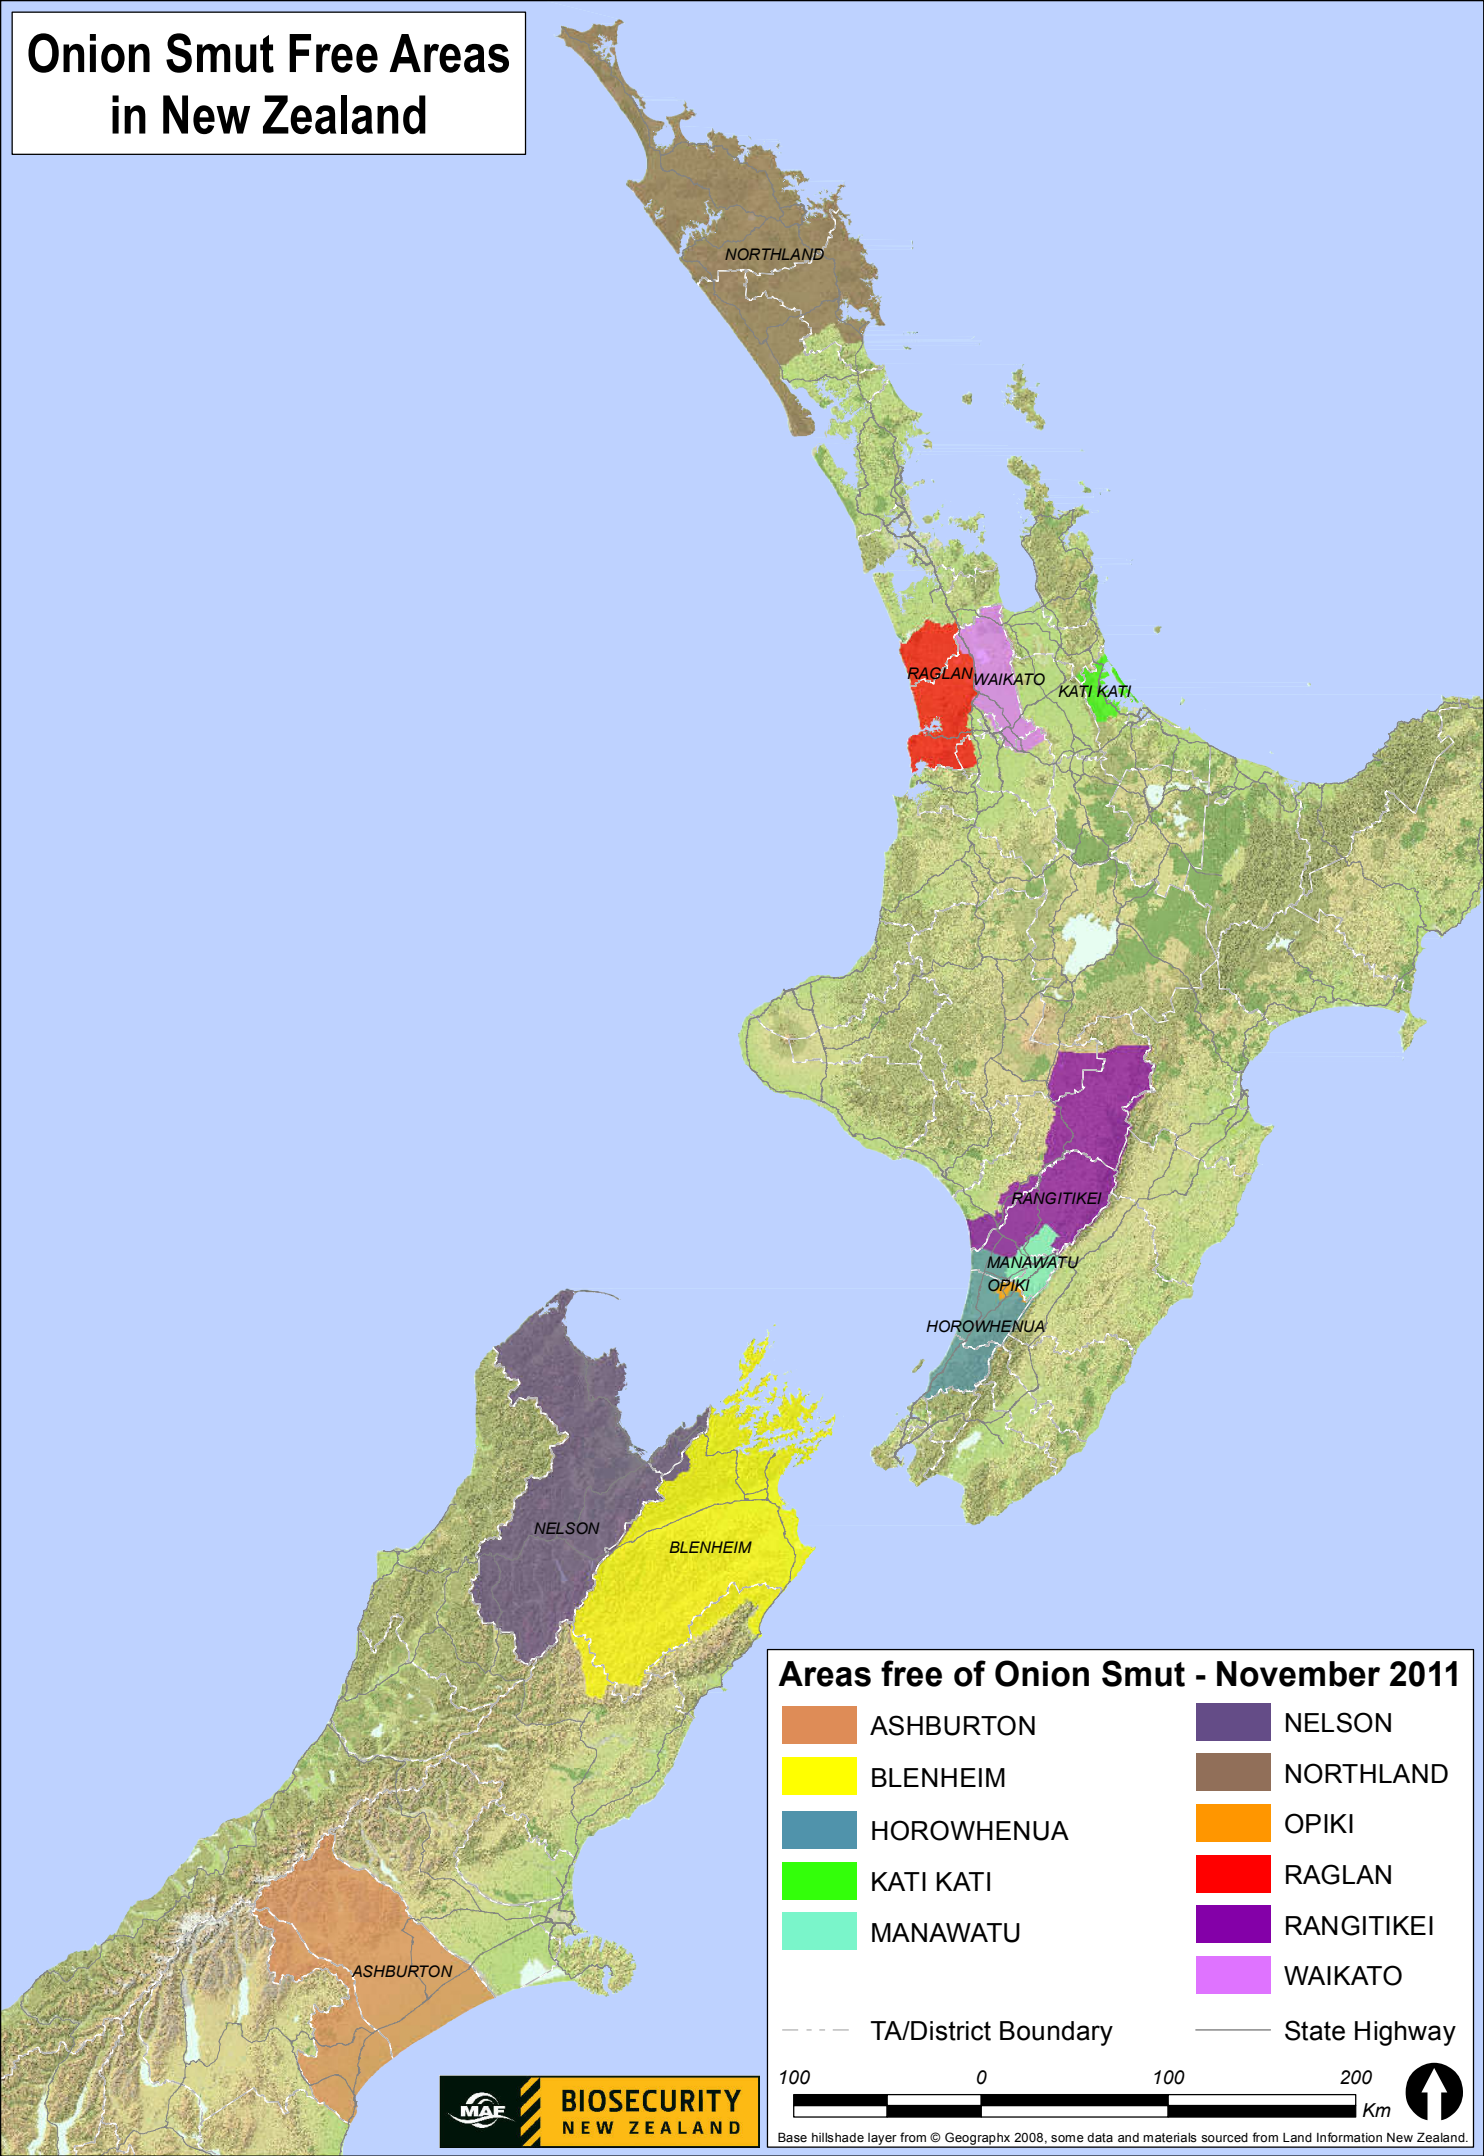 Onion Smut Free Areas
in New Zealand
NORTHLAND
RAGLAN
WAIKATO
KATI KATI
RANGITIKEI
MANAWATU
OPIKI
HOROWHENUA
NELSON
BLENHEIM
ASHBURTON
Areas free of Onion Smut - November 2011
ASHBURTON
BLENHEIM
HOROWHENUA
KATI KATI
MANAWATU
NELSON
NORTHLAND
OPIKI
RAGLAN
RANGITIKEI
WAIKATO
TA/District Boundary
State Highway
100 0 100 200
Km
Base hillshade layer from © Geographx 2008, some data and materials sourced from Land Information New Zealand.
MAF
BIOSECURITY
NEW ZEALAND